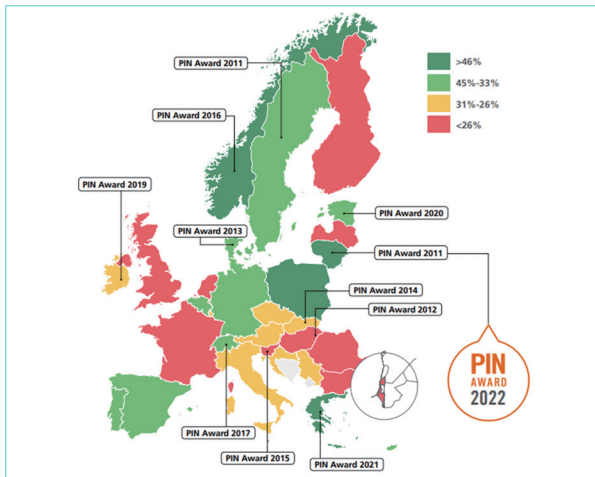 PIN Award 2011
>46%
45%-33%
31%-26%
<26%
PIN Award 2016
PIN Award 2019
PIN Award 2013
PIN Award 2020
PIN Award 2011
PIN Award 2014
PIN Award 2012
PIN
AWARD
2022
PIN Award 2017
PIN Award 2015
PIN Award 2021